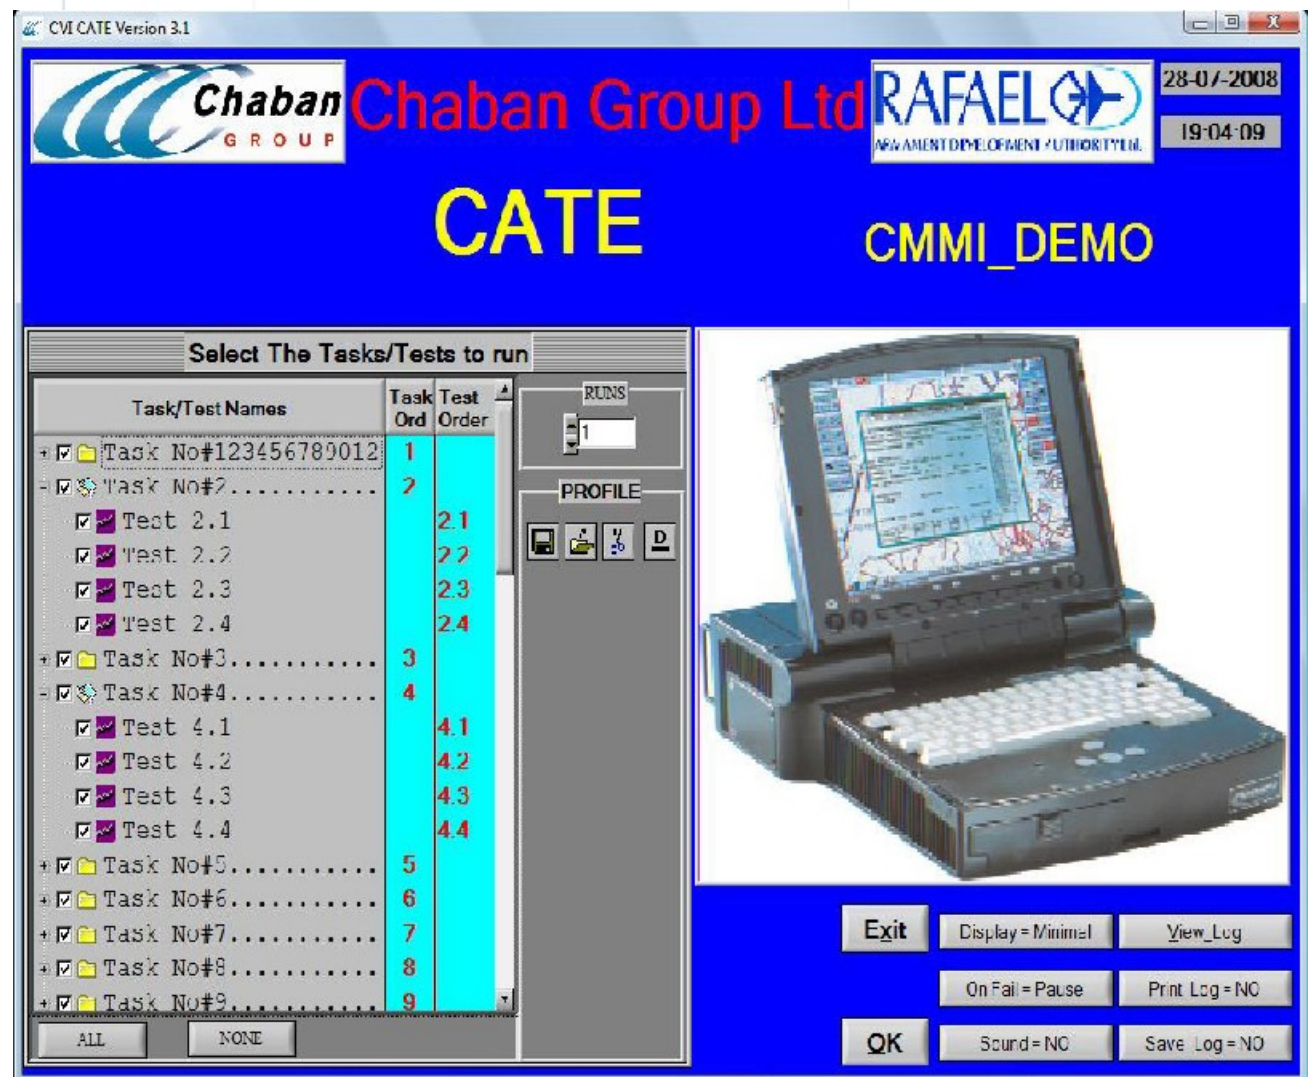 CVI CATE Version 3.1
Chaban
GROUP
Chaban Group Ltd
RAFAEL
ARMAMENT DEVELOPMENT AUTHORITY Ltd.
28-07-2008
19:04:09
CATE
CMMI_DEMO
Select The Tasks/Tests to run
Task/Test Names Task Ord Test Order
Task No#123456789012 1
Task No#2........... 2
Test 2.1 2.1
Test 2.2 2.2
Test 2.3 2.3
Test 2.4 2.4
Task No#3........... 3
Task No#4........... 4
Test 4.1 4.1
Test 4.2 4.2
Test 4.3 4.3
Test 4.4 4.4
Task No#5........... 5
Task No#6........... 6
Task No#7........... 7
Task No#8........... 8
Task No#9........... 9
ALL NONE
RUNS
1
PROFILE
D
Exit Display = Minimal View_Log
On Fail = Pause Print Log = NO
OK Sound = NO Save Log = NO